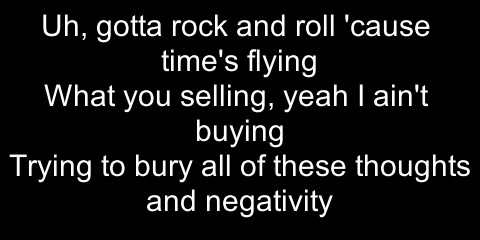 Uh, gotta rock and roll 'cause
time's flying
What you selling, yeah I ain't
buying
Trying to bury all of these thoughts
and negativity